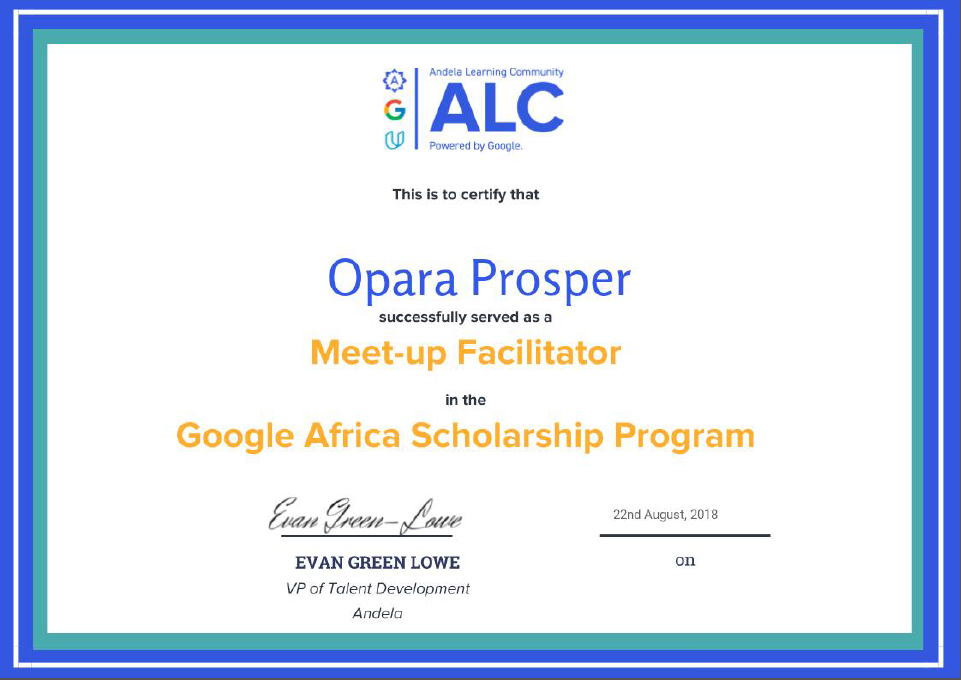 Andela Learning Community
ALC
Powered by Google.
This is to certify that
Opara Prosper
successfully served as a
Meet-up Facilitator
in the
Google Africa Scholarship Program
Evan Green-Lowe
22nd August, 2018
EVAN GREEN LOWE
on
VP of Talent Development
Andela